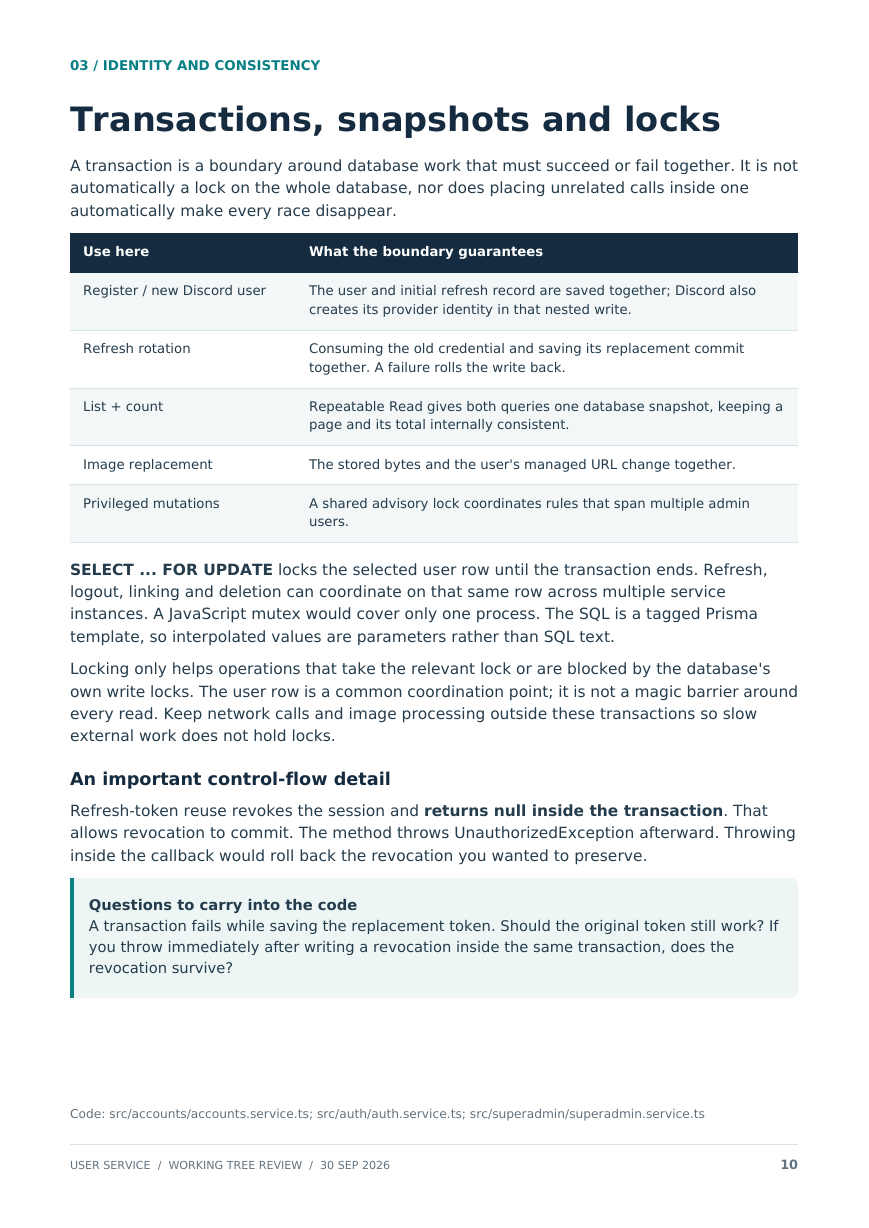 03 / IDENTITY AND CONSISTENCY
Transactions, snapshots and locks
A transaction is a boundary around database work that must succeed or fail together. It is not
automatically a lock on the whole database, nor does placing unrelated calls inside one
automatically make every race disappear.
Use here What the boundary guarantees
Register / new Discord user The user and initial refresh record are saved together; Discord also
creates its provider identity in that nested write.
Refresh rotation Consuming the old credential and saving its replacement commit
together. A failure rolls the write back.
List + count Repeatable Read gives both queries one database snapshot, keeping a
page and its total internally consistent.
Image replacement The stored bytes and the user's managed URL change together.
Privileged mutations A shared advisory lock coordinates rules that span multiple admin
users.
SELECT ... FOR UPDATE locks the selected user row until the transaction ends. Refresh,
logout, linking and deletion can coordinate on that same row across multiple service
instances. A JavaScript mutex would cover only one process. The SQL is a tagged Prisma
template, so interpolated values are parameters rather than SQL text.
Locking only helps operations that take the relevant lock or are blocked by the database's
own write locks. The user row is a common coordination point; it is not a magic barrier around
every read. Keep network calls and image processing outside these transactions so slow
external work does not hold locks.
An important control-flow detail
Refresh-token reuse revokes the session and returns null inside the transaction. That
allows revocation to commit. The method throws UnauthorizedException afterward. Throwing
inside the callback would roll back the revocation you wanted to preserve.
Questions to carry into the code
A transaction fails while saving the replacement token. Should the original token still work? If
you throw immediately after writing a revocation inside the same transaction, does the
revocation survive?
Code: src/accounts/accounts.service.ts; src/auth/auth.service.ts; src/superadmin/superadmin.service.ts
USER SERVICE / WORKING TREE REVIEW / 30 SEP 2026 10